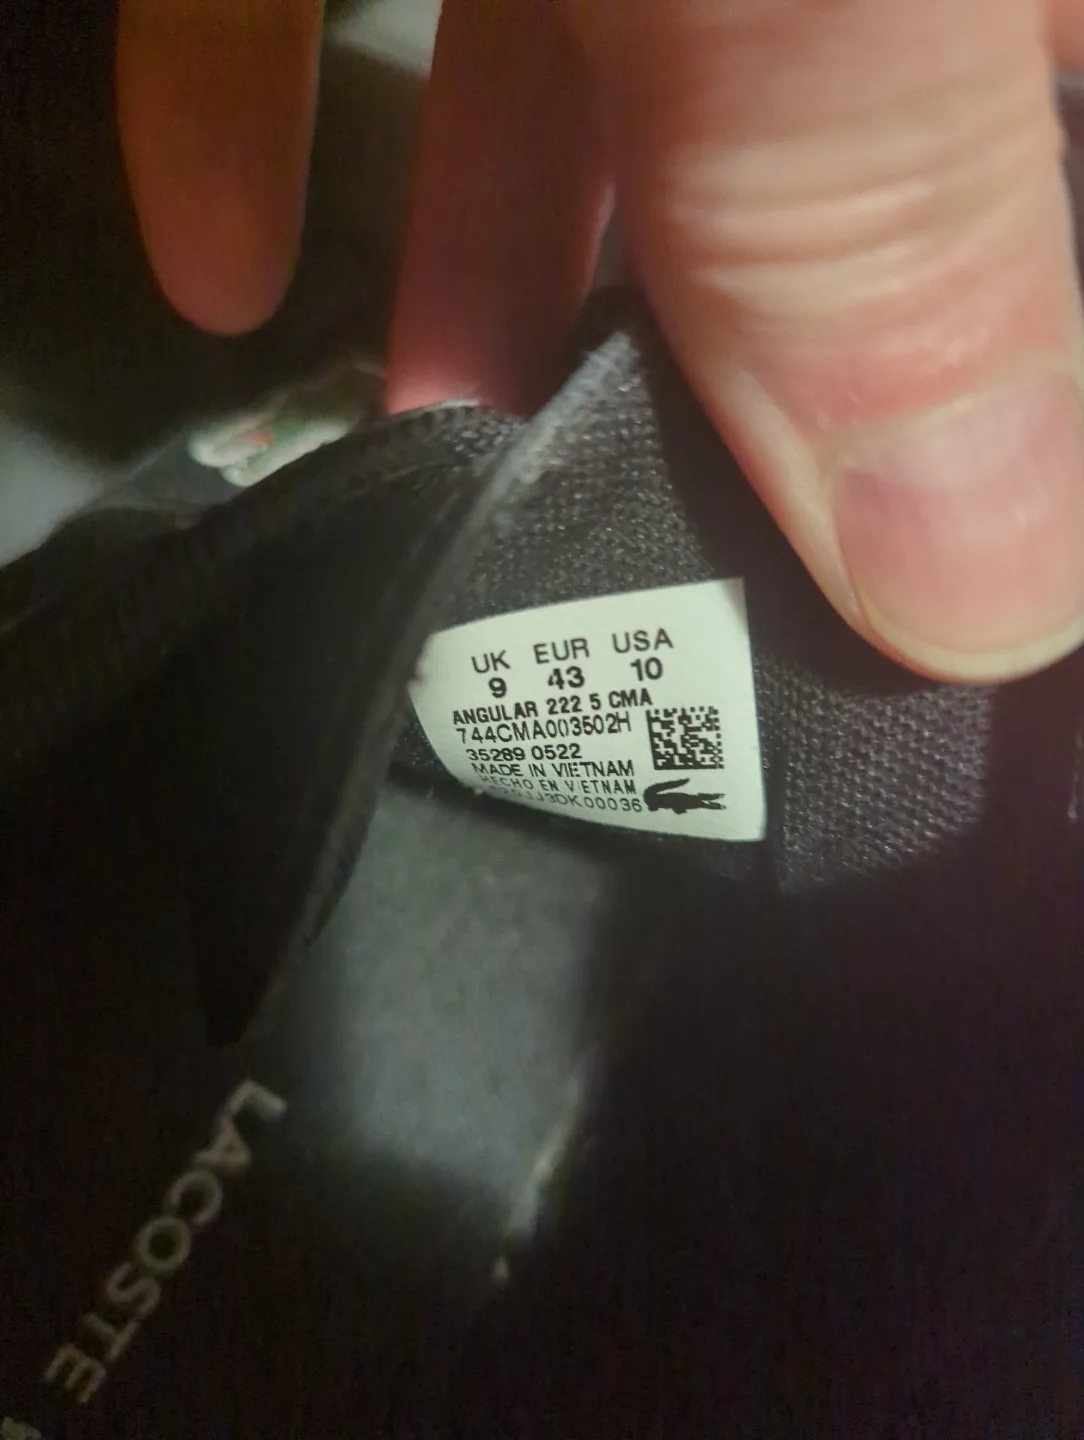 UK EUR USA
9 43 10
ANGULAR 222 5 CMA
744CMA003502H
35289 0522
MADE IN VIETNAM
HECHO EN VIETNAM
LACOSTE